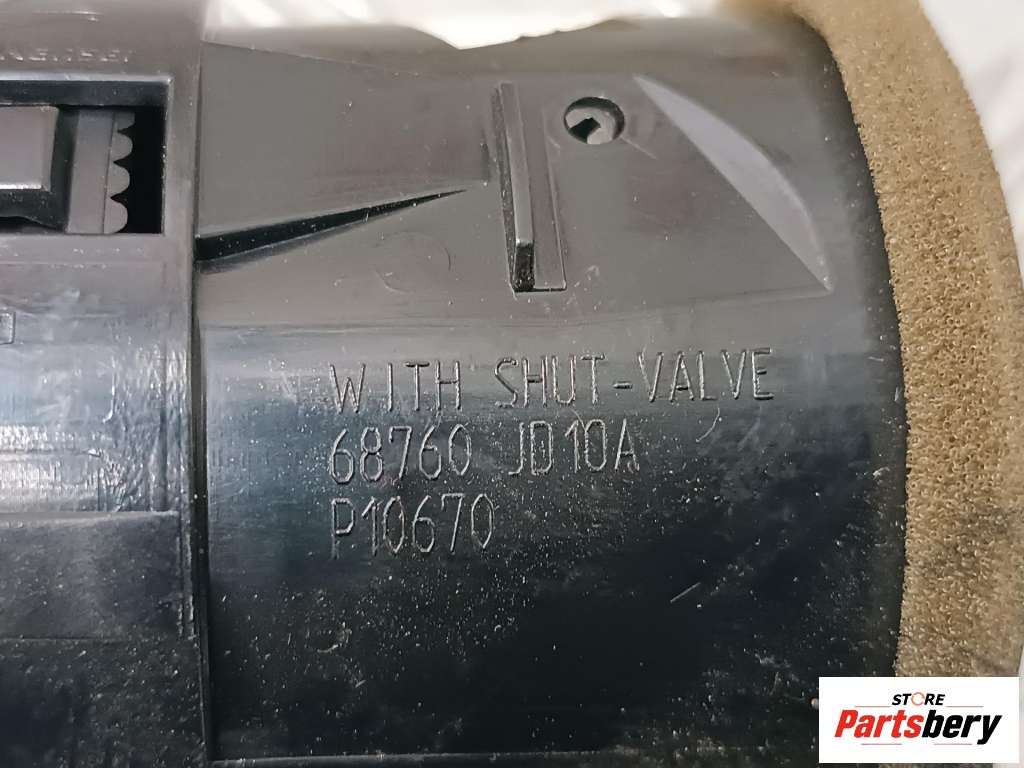 WITH SHUT-VALVE
68760 JD10A
P10670
STORE
Partsbery